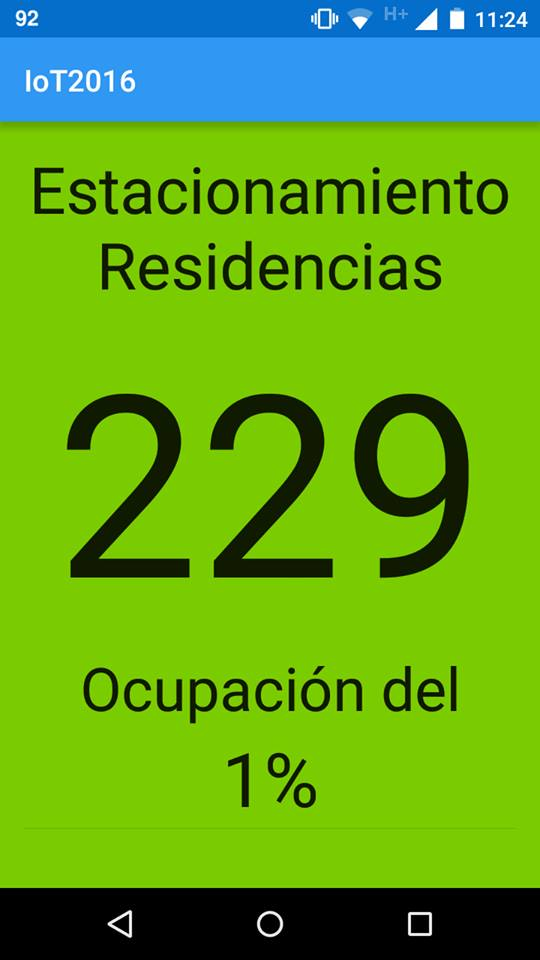 92 H+ 11:24
IoT2016
Estacionamiento
Residencias
229
Ocupación del
1%